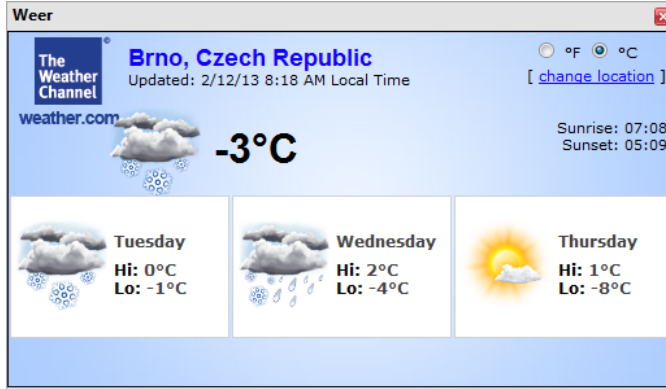 Weer
The
Weather
Channel
weather.com
Brno, Czech Republic
Updated: 2/12/13 8:18 AM Local Time
°F °C
[ change location ]
-3°C
Sunrise: 07:08
Sunset: 05:09
Tuesday
Hi: 0°C
Lo: -1°C
Wednesday
Hi: 2°C
Lo: -4°C
Thursday
Hi: 1°C
Lo: -8°C